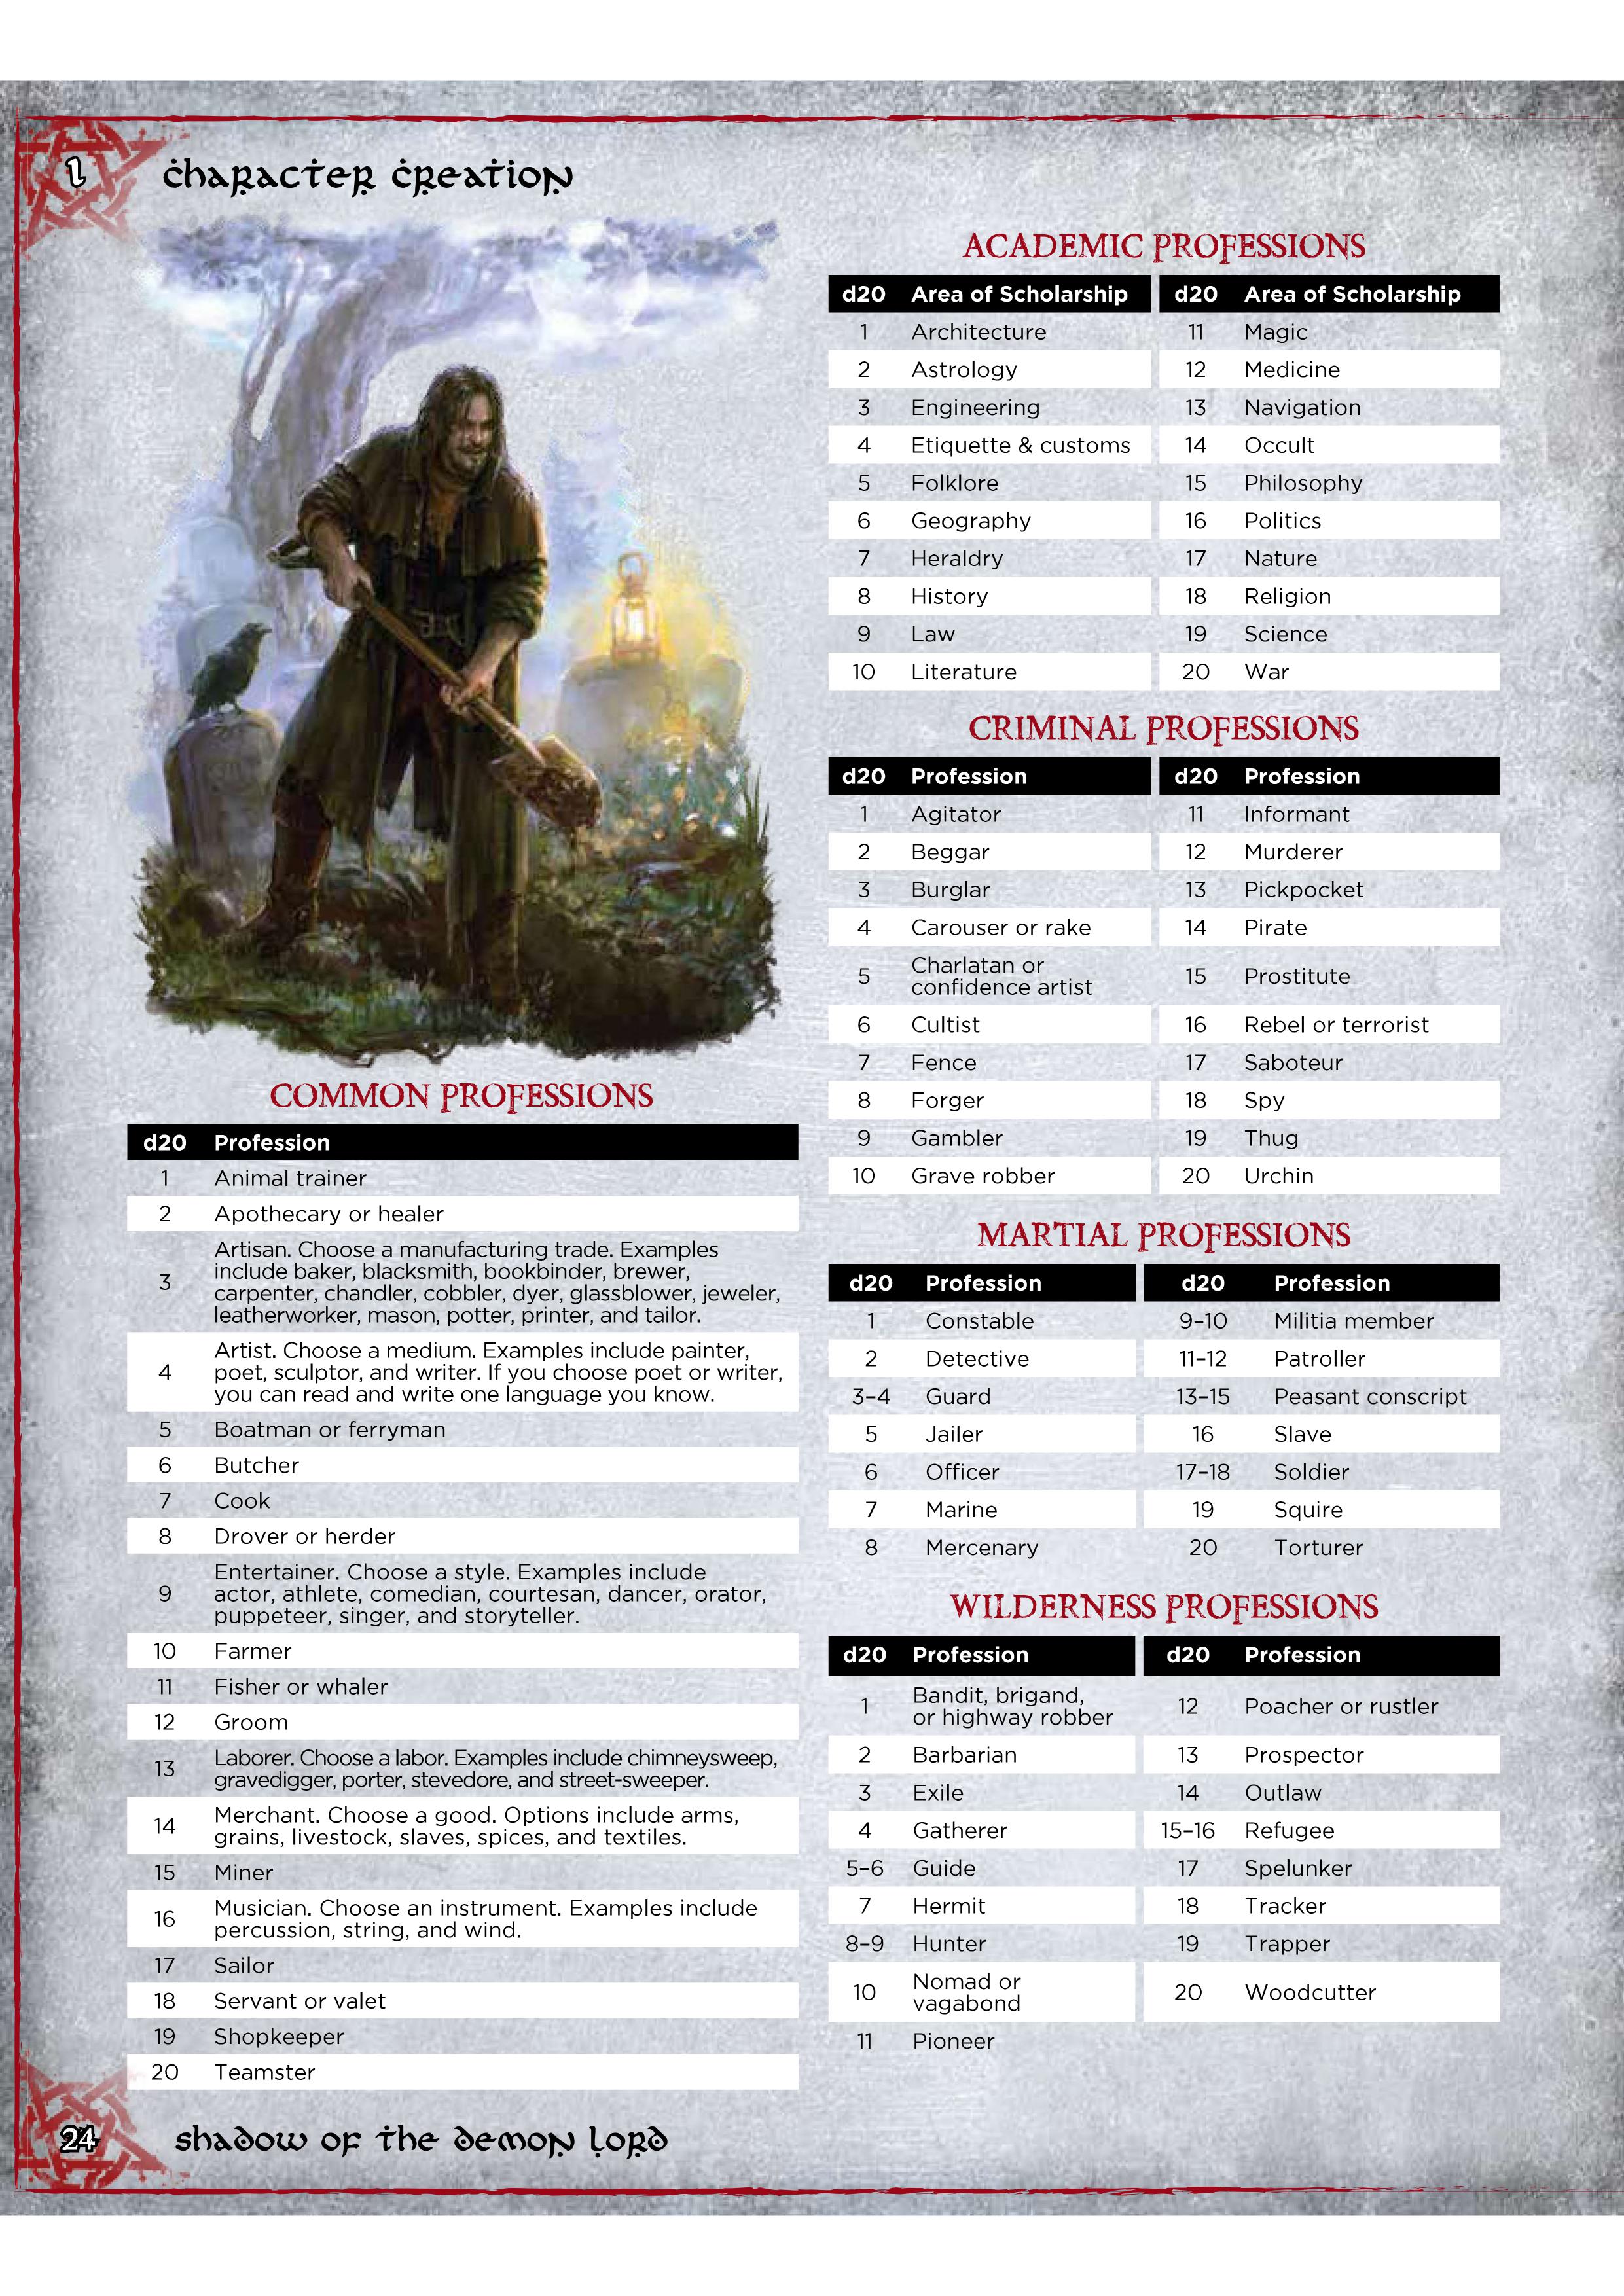 1
Character Creation
COMMON PROFESSIONS
d20 Profession
1 Animal trainer
2 Apothecary or healer
3 Artisan. Choose a manufacturing trade. Examples
include baker, blacksmith, bookbinder, brewer,
carpenter, chandler, cobbler, dyer, glassblower, jeweler,
leatherworker, mason, potter, printer, and tailor.
4 Artist. Choose a medium. Examples include painter,
poet, sculptor, and writer. If you choose poet or writer,
you can read and write one language you know.
5 Boatman or ferryman
6 Butcher
7 Cook
8 Drover or herder
9 Entertainer. Choose a style. Examples include
actor, athlete, comedian, courtesan, dancer, orator,
puppeteer, singer, and storyteller.
10 Farmer
11 Fisher or whaler
12 Groom
13 Laborer. Choose a labor. Examples include chimneysweep,
gravedigger, porter, stevedore, and street-sweeper.
14 Merchant. Choose a good. Options include arms,
grains, livestock, slaves, spices, and textiles.
15 Miner
16 Musician. Choose an instrument. Examples include
percussion, string, and wind.
17 Sailor
18 Servant or valet
19 Shopkeeper
20 Teamster
ACADEMIC PROFESSIONS
d20 Area of Scholarship d20 Area of Scholarship
1 Architecture 11 Magic
2 Astrology 12 Medicine
3 Engineering 13 Navigation
4 Etiquette & customs 14 Occult
5 Folklore 15 Philosophy
6 Geography 16 Politics
7 Heraldry 17 Nature
8 History 18 Religion
9 Law 19 Science
10 Literature 20 War
CRIMINAL PROFESSIONS
d20 Profession d20 Profession
1 Agitator 11 Informant
2 Beggar 12 Murderer
3 Burglar 13 Pickpocket
4 Carouser or rake 14 Pirate
5 Charlatan or
confidence artist 15 Prostitute
6 Cultist 16 Rebel or terrorist
7 Fence 17 Saboteur
8 Forger 18 Spy
9 Gambler 19 Thug
10 Grave robber 20 Urchin
MARTIAL PROFESSIONS
d20 Profession d20 Profession
1 Constable 9–10 Militia member
2 Detective 11–12 Patroller
3–4 Guard 13–15 Peasant conscript
5 Jailer 16 Slave
6 Officer 17–18 Soldier
7 Marine 19 Squire
8 Mercenary 20 Torturer
WILDERNESS PROFESSIONS
d20 Profession d20 Profession
1 Bandit, brigand,
or highway robber 12 Poacher or rustler
2 Barbarian 13 Prospector
3 Exile 14 Outlaw
4 Gatherer 15–16 Refugee
5–6 Guide 17 Spelunker
7 Hermit 18 Tracker
8–9 Hunter 19 Trapper
10 Nomad or
vagabond 20 Woodcutter
11 Pioneer
24
Shadow of the Demon Lord